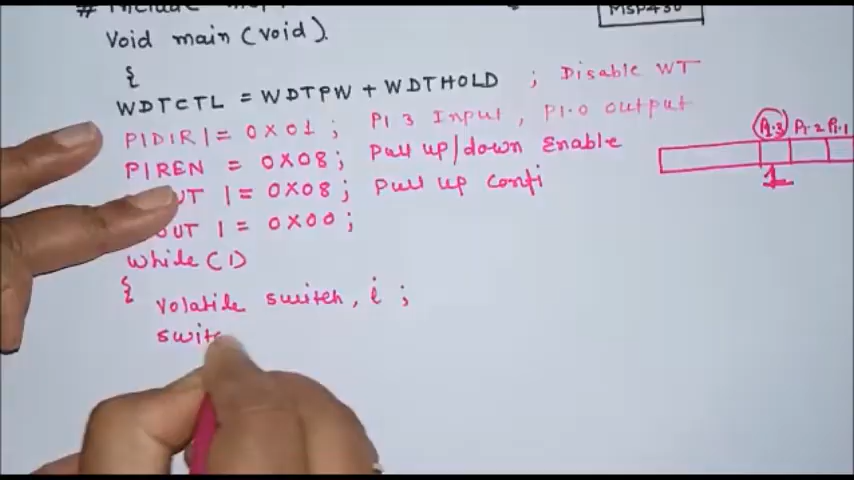 # include
MSP430
Void main (void).
{
WDTCTL = WDTPW + WDTHOLD ; Disable WT
P1DIR |= 0x01 ; P1 3 Input, P1.0 output
P1REN = 0x08 ; Pull up/down Enable
UT |= 0x08 ; Pull up Confi
OUT |= 0x00 ;
while (1)
{ volatile switch, i ;
switc
P1.3 P1.2 P1.1
1